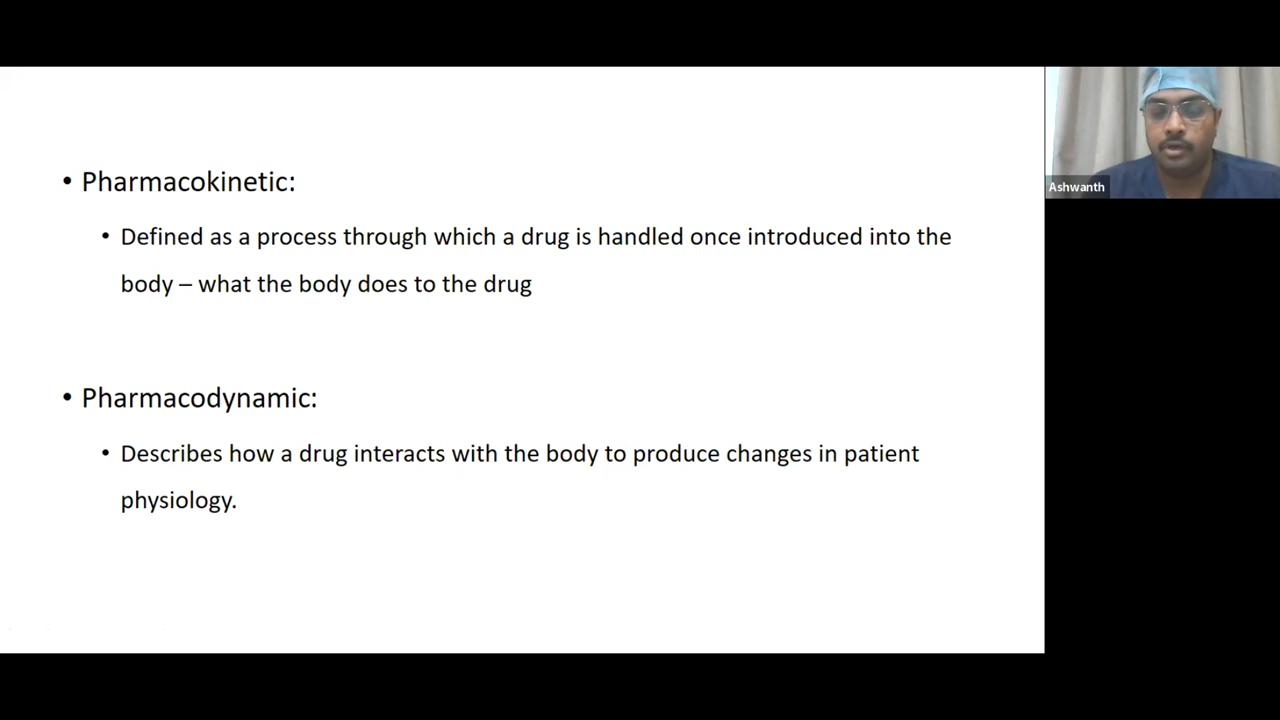 • Pharmacokinetic:
• Defined as a process through which a drug is handled once introduced into the
body – what the body does to the drug
• Pharmacodynamic:
• Describes how a drug interacts with the body to produce changes in patient
physiology.
Ashwanth